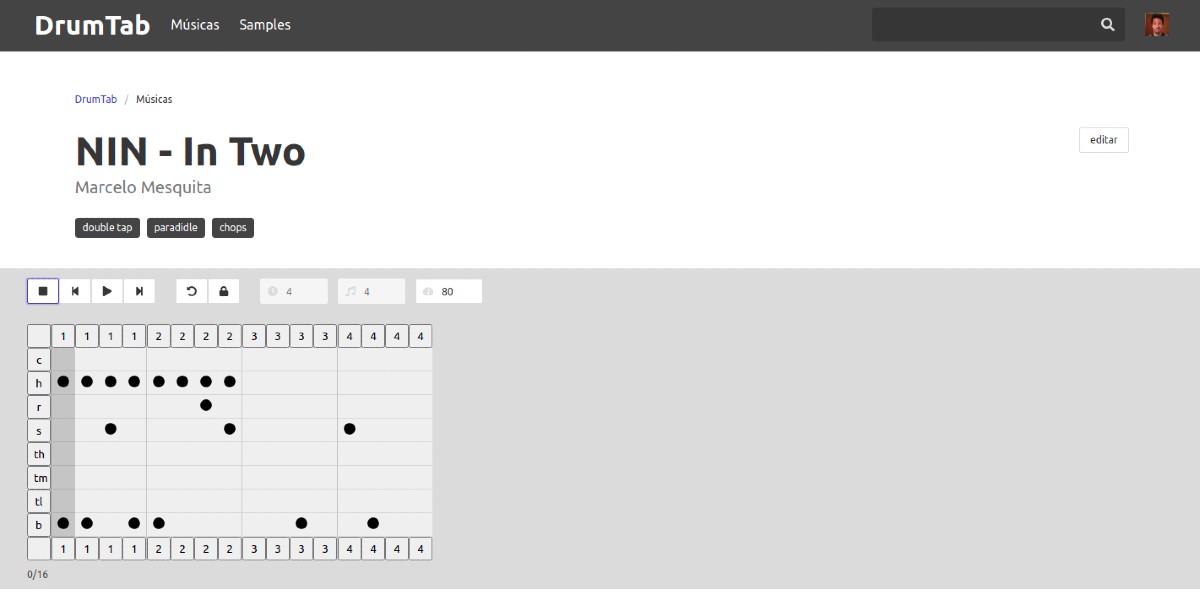 DrumTab Músicas Samples
DrumTab / Músicas
NIN - In Two
editar
Marcelo Mesquita
double tap paradidle chops
4 4 80
1 1 1 1 2 2 2 2 3 3 3 3 4 4 4 4
c
h
r
s
th
tm
tl
b
1 1 1 1 2 2 2 2 3 3 3 3 4 4 4 4
0/16